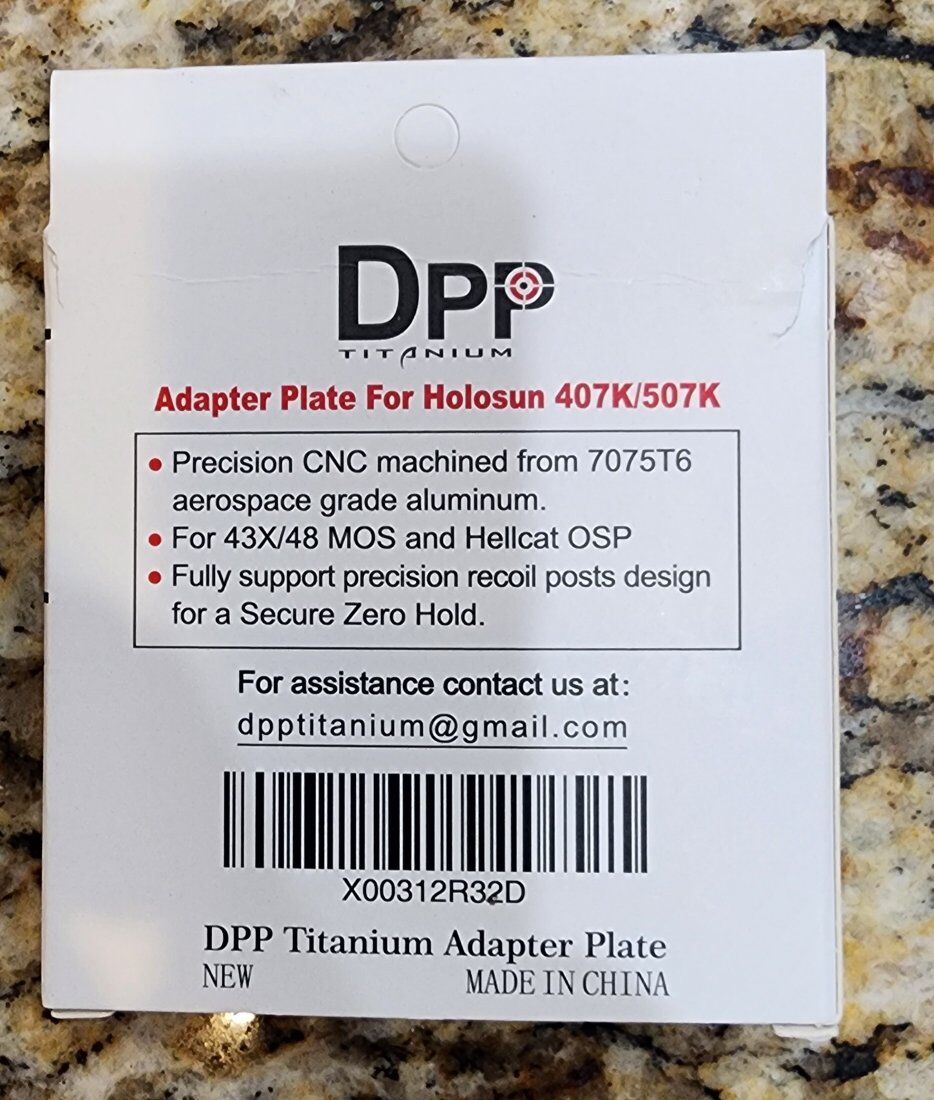 DPP
TITANIUM
Adapter Plate For Holosun 407K/507K
• Precision CNC machined from 7075T6
aerospace grade aluminum.
• For 43X/48 MOS and Hellcat OSP
• Fully support precision recoil posts design
for a Secure Zero Hold.
For assistance contact us at:
dpptitanium@gmail.com
X00312R32D
DPP Titanium Adapter Plate
NEW MADE IN CHINA